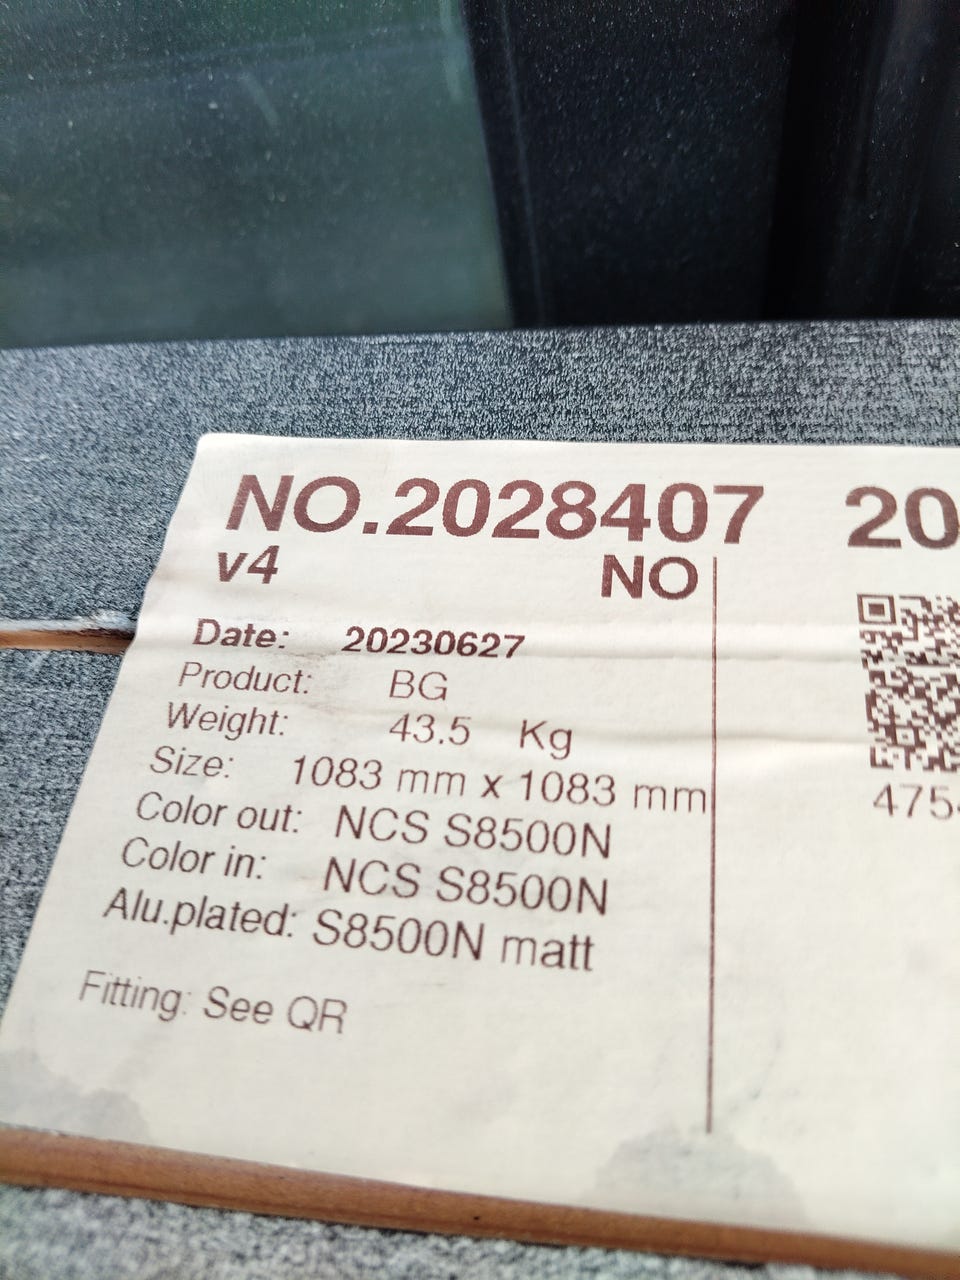 NO.2028407 20
v4 NO
Date: 20230627
Product: BG
Weight: 43.5 Kg
Size: 1083 mm x 1083 mm
Color out: NCS S8500N
Color in: NCS S8500N
Alu.plated: S8500N matt
Fitting: See QR
4754